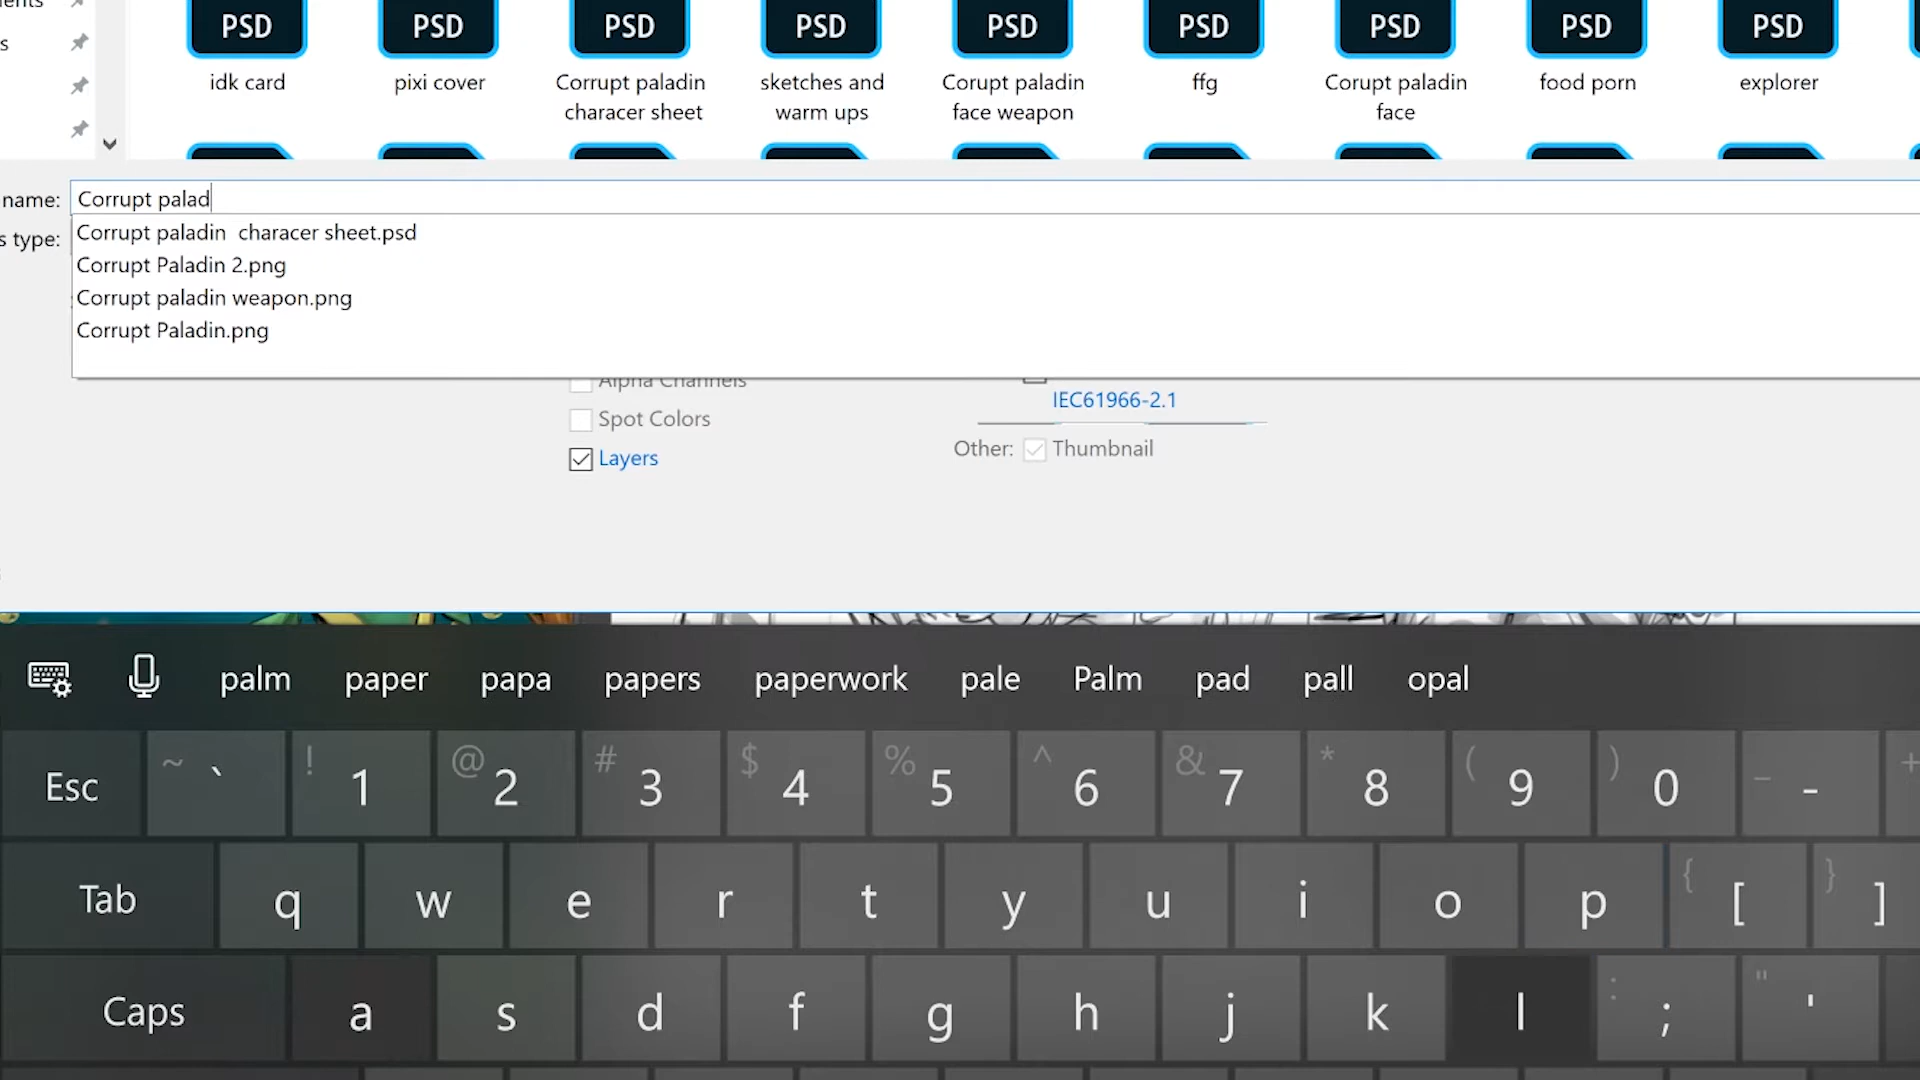 ents
s
PSD PSD PSD PSD PSD PSD PSD PSD PSD
idk card
pixi cover
Corrupt paladin
characer sheet
sketches and
warm ups
Corupt paladin
face weapon
ffg
Corupt paladin
face
food porn
explorer
name: Corrupt palad
s type:
Corrupt paladin  characer sheet.psd
Corrupt Paladin 2.png
Corrupt paladin weapon.png
Corrupt Paladin.png
Alpha Channels
Spot Colors
Layers
IEC61966-2.1
Other: Thumbnail
palm paper papa papers paperwork pale Palm pad pall opal
Esc ~ ` ! 1 @ 2 # 3 $ 4 % 5 ^ 6 & 7 * 8 ( 9 ) 0 _ - +
Tab q w e r t y u i o p { [ } ]
Caps a s d f g h j k l : ; " '